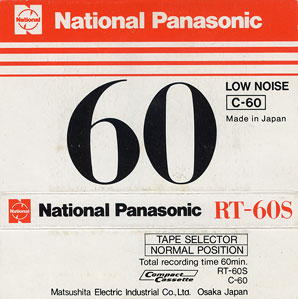 National
National Panasonic
60
LOW NOISE
C-60
Made in Japan
National
National Panasonic RT-60S
TAPE SELECTOR
NORMAL POSITION
Total recording time 60min.
Compact Cassette
RT-60S
C-60
Matsushita Electric Industrial Co., Ltd. Osaka Japan